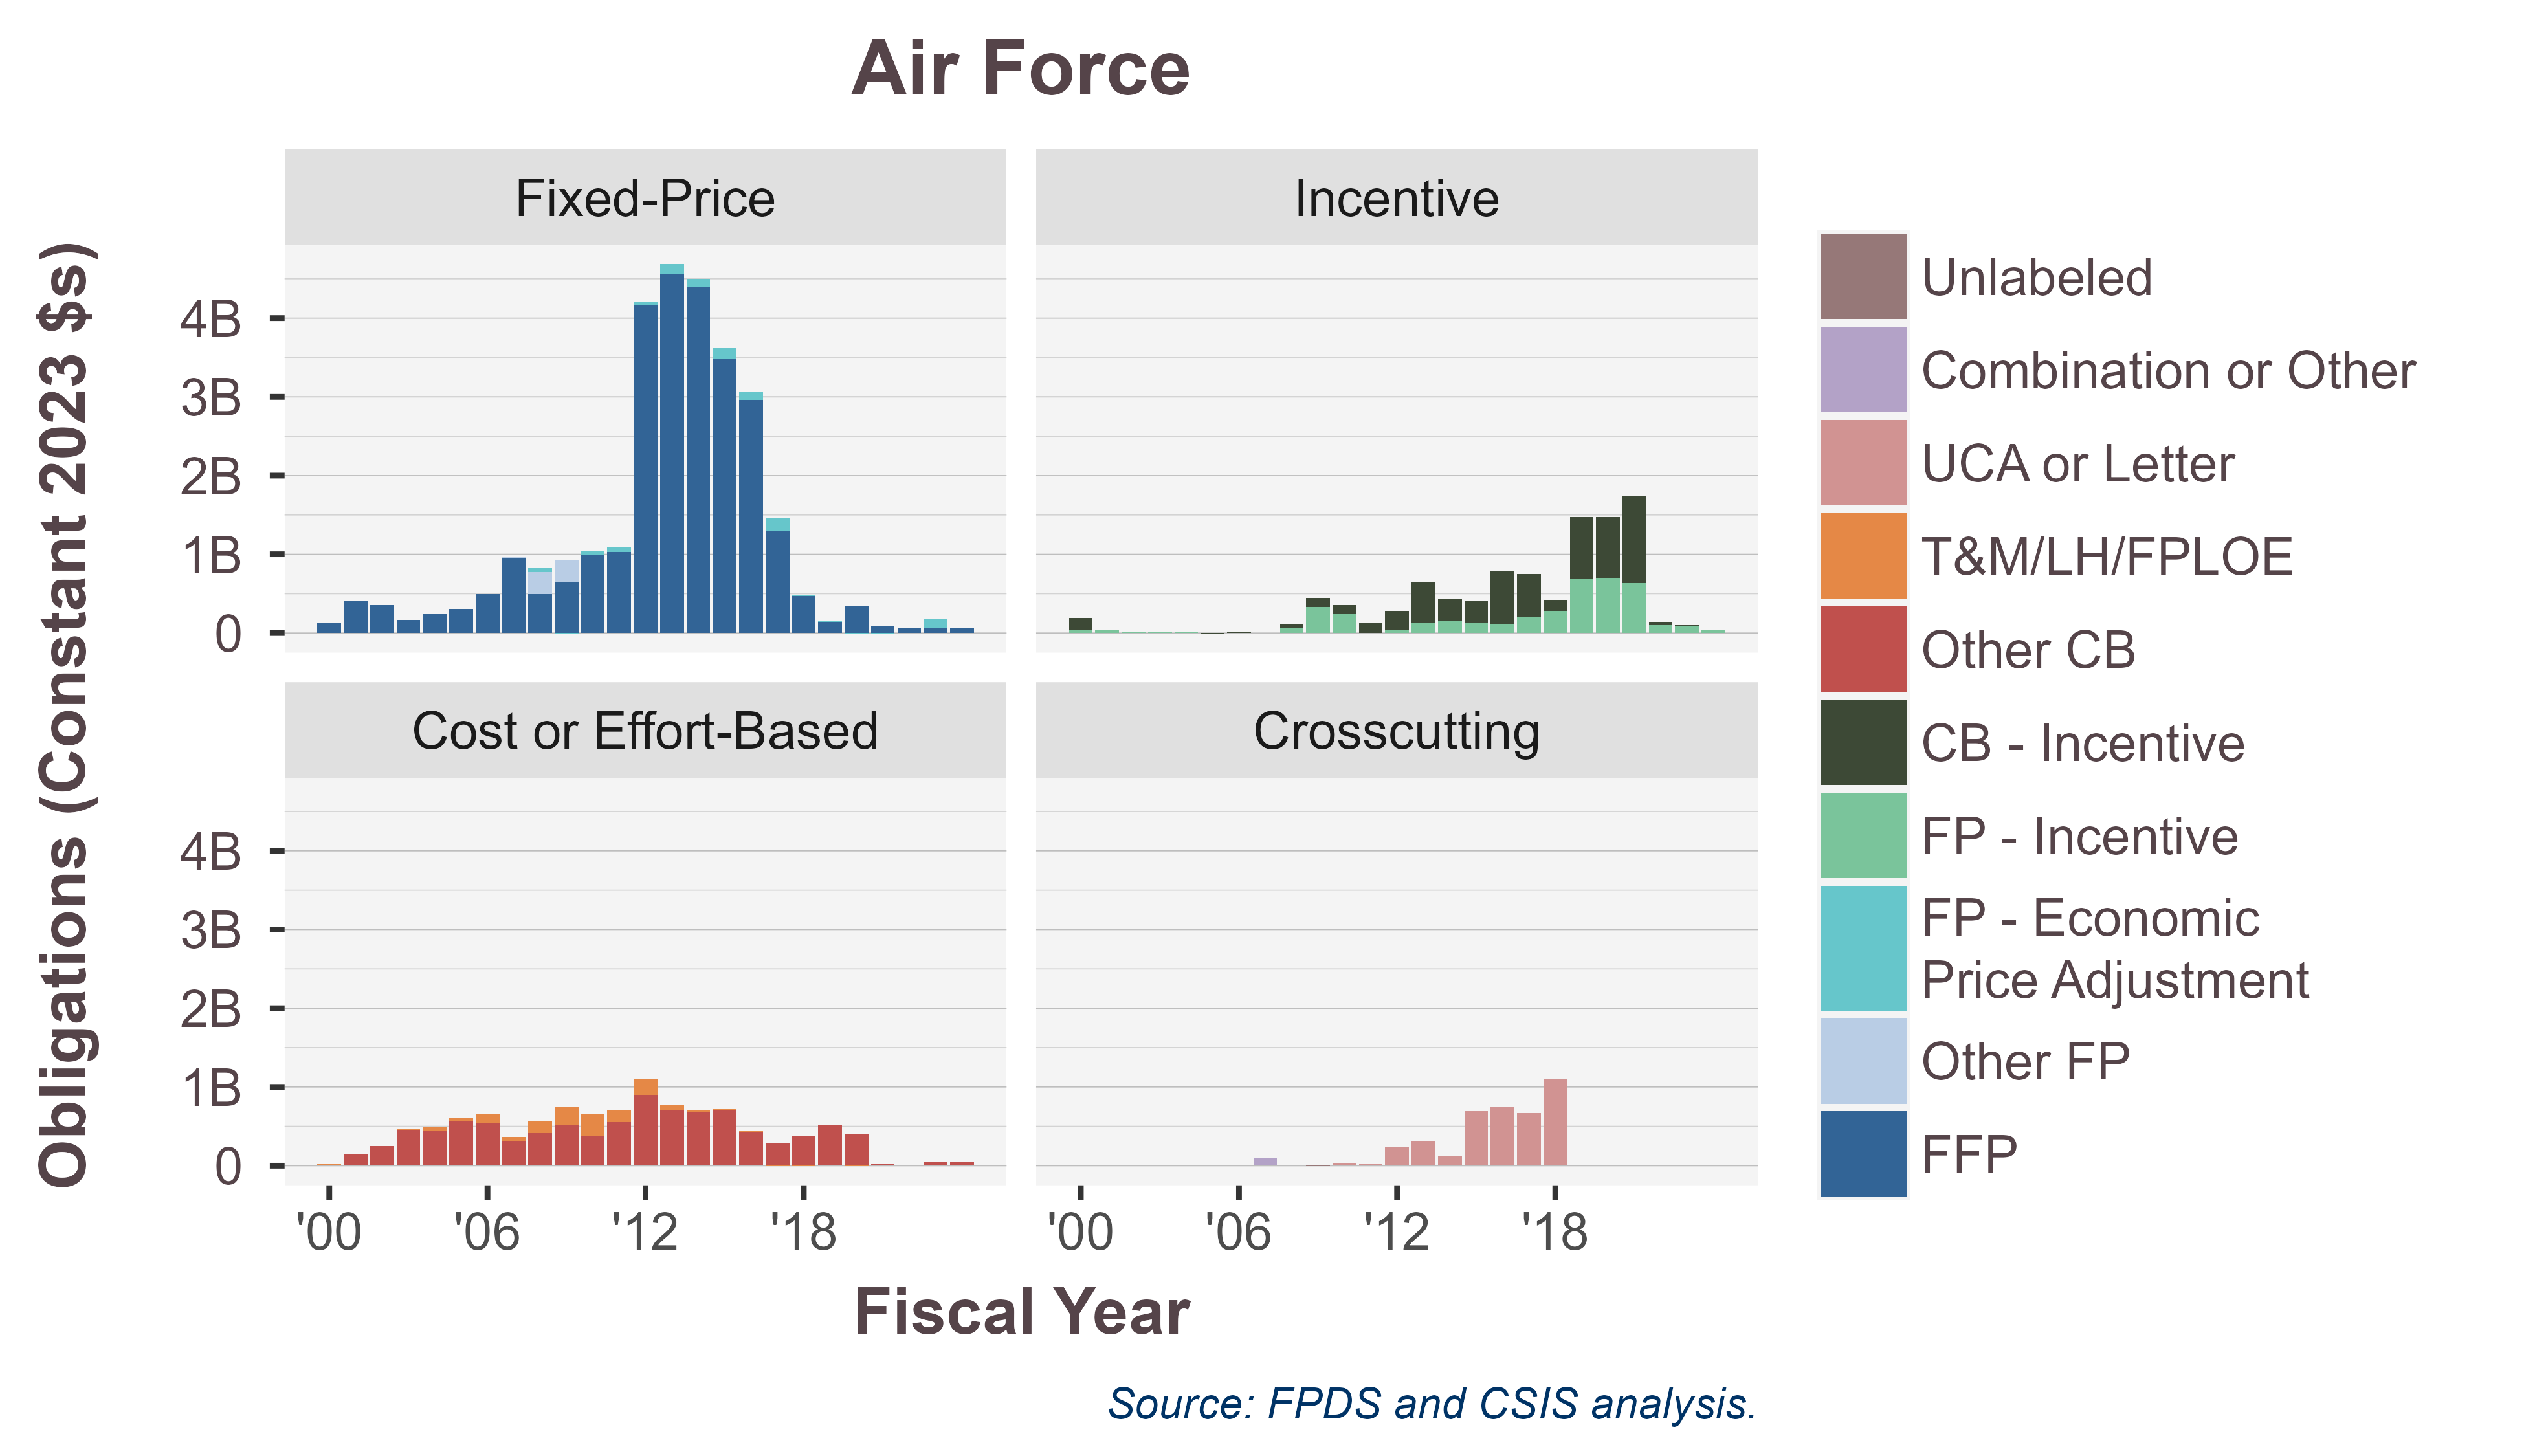 Air Force
Obligations (Constant 2023 $s)
Fixed-Price
Incentive
4B
3B
2B
1B
0
Cost or Effort-Based
Crosscutting
4B
3B
2B
1B
0
'00
'06
'12
'18
'00
'06
'12
'18
Fiscal Year
Unlabeled
Combination or Other
UCA or Letter
T&M/LH/FPLOE
Other CB
CB - Incentive
FP - Incentive
FP - Economic
Price Adjustment
Other FP
FFP
Source: FPDS and CSIS analysis.